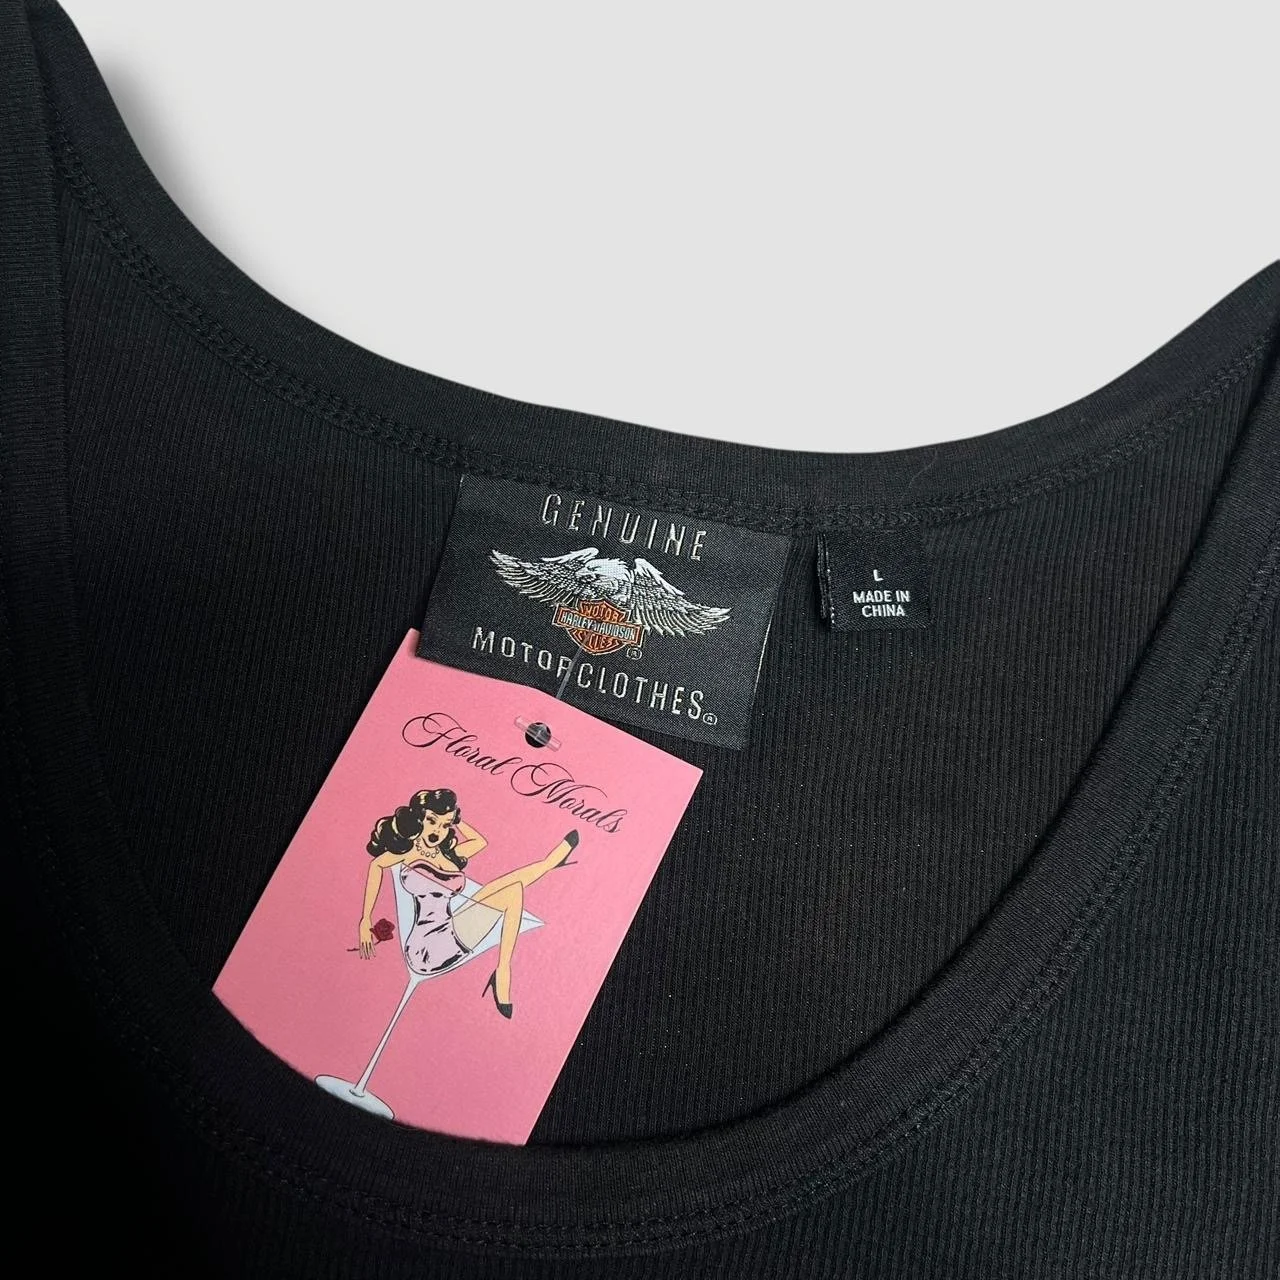 GENUINE
MOTOR
HARLEY-DAVIDSON
CYCLES
®
MOTORCLOTHES®
L
MADE IN
CHINA
Floral Morals